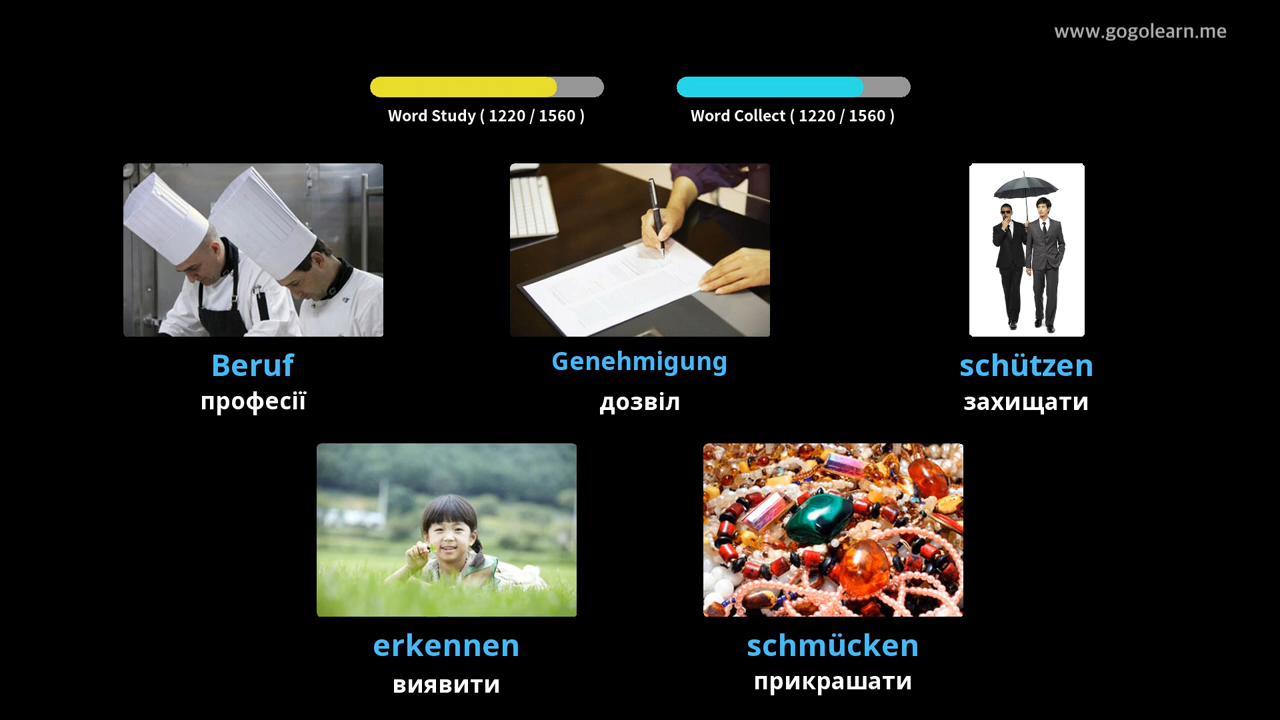 www.gogolearn.me
Word Study ( 1220 / 1560 )
Word Collect ( 1220 / 1560 )
Beruf
професії
Genehmigung
дозвіл
schützen
захищати
erkennen
виявити
schmücken
прикрашати